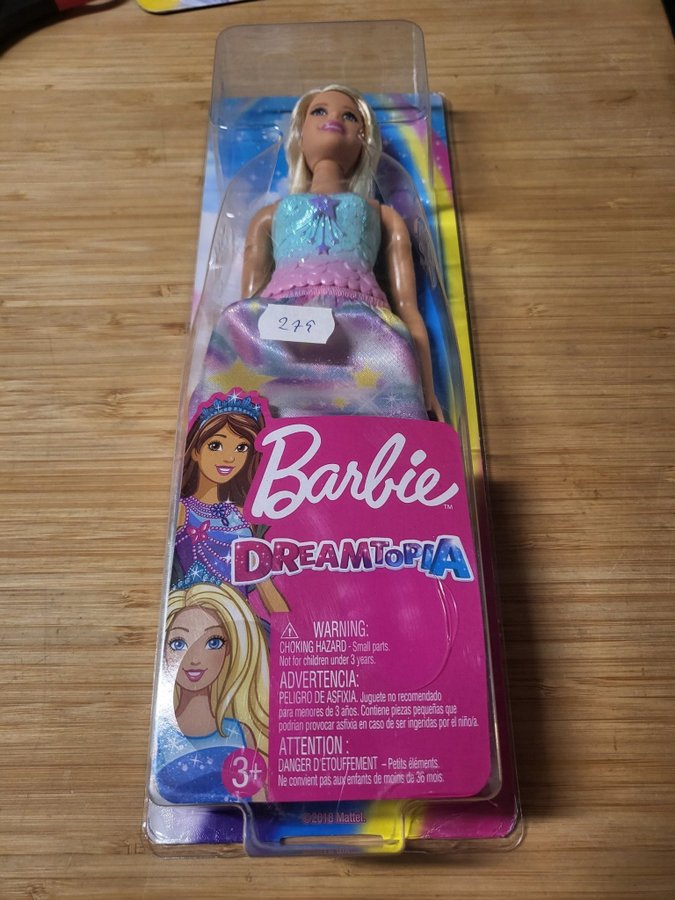 279
Barbie
TM
DREAMTOPIA
WARNING:
CHOKING HAZARD - Small parts.
Not for children under 3 years.
ADVERTENCIA:
PELIGRO DE ASFIXIA. Juguete no recomendado
para menores de 3 años. Contiene piezas pequeñas que
podrían provocar asfixia en caso de ser ingeridas por el niño/a.
ATTENTION :
DANGER D'ÉTOUFFEMENT – Petits éléments.
Ne convient pas aux enfants de moins de 36 mois.
3+
©2018 Mattel.